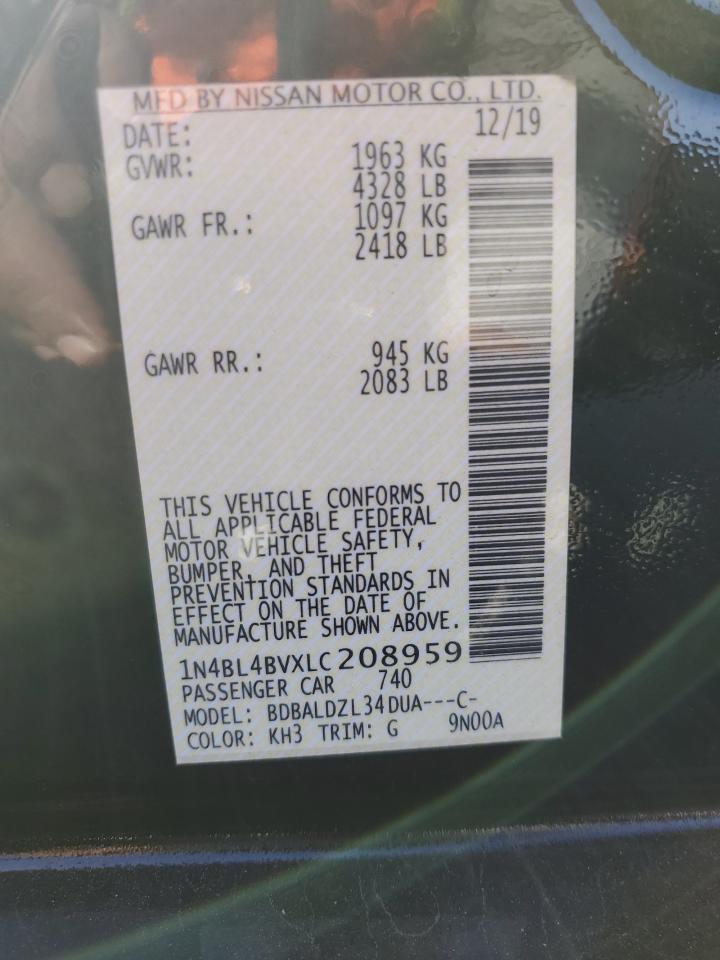 MFD BY NISSAN MOTOR CO., LTD.
DATE: 12/19
GVWR: 1963 KG
4328 LB
GAWR FR.: 1097 KG
2418 LB
GAWR RR.: 945 KG
2083 LB
THIS VEHICLE CONFORMS TO
ALL APPLICABLE FEDERAL
MOTOR VEHICLE SAFETY,
BUMPER, AND THEFT
PREVENTION STANDARDS IN
EFFECT ON THE DATE OF
MANUFACTURE SHOWN ABOVE.
1N4BL4BVXLC208959
PASSENGER CAR 740
MODEL: BDBALDZL34DUA---C-
COLOR: KH3 TRIM: G 9N00A